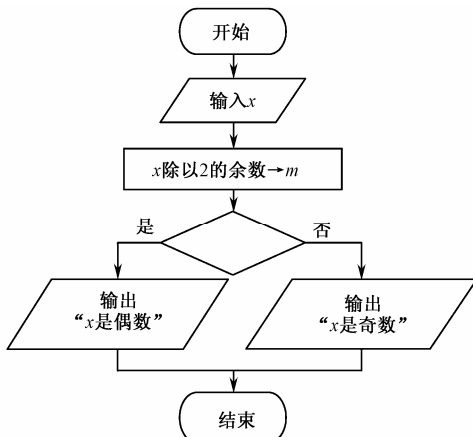 开始
输入x
x除以2的余数→m
是
否
输出
“x是偶数”
输出
“x是奇数”
结束